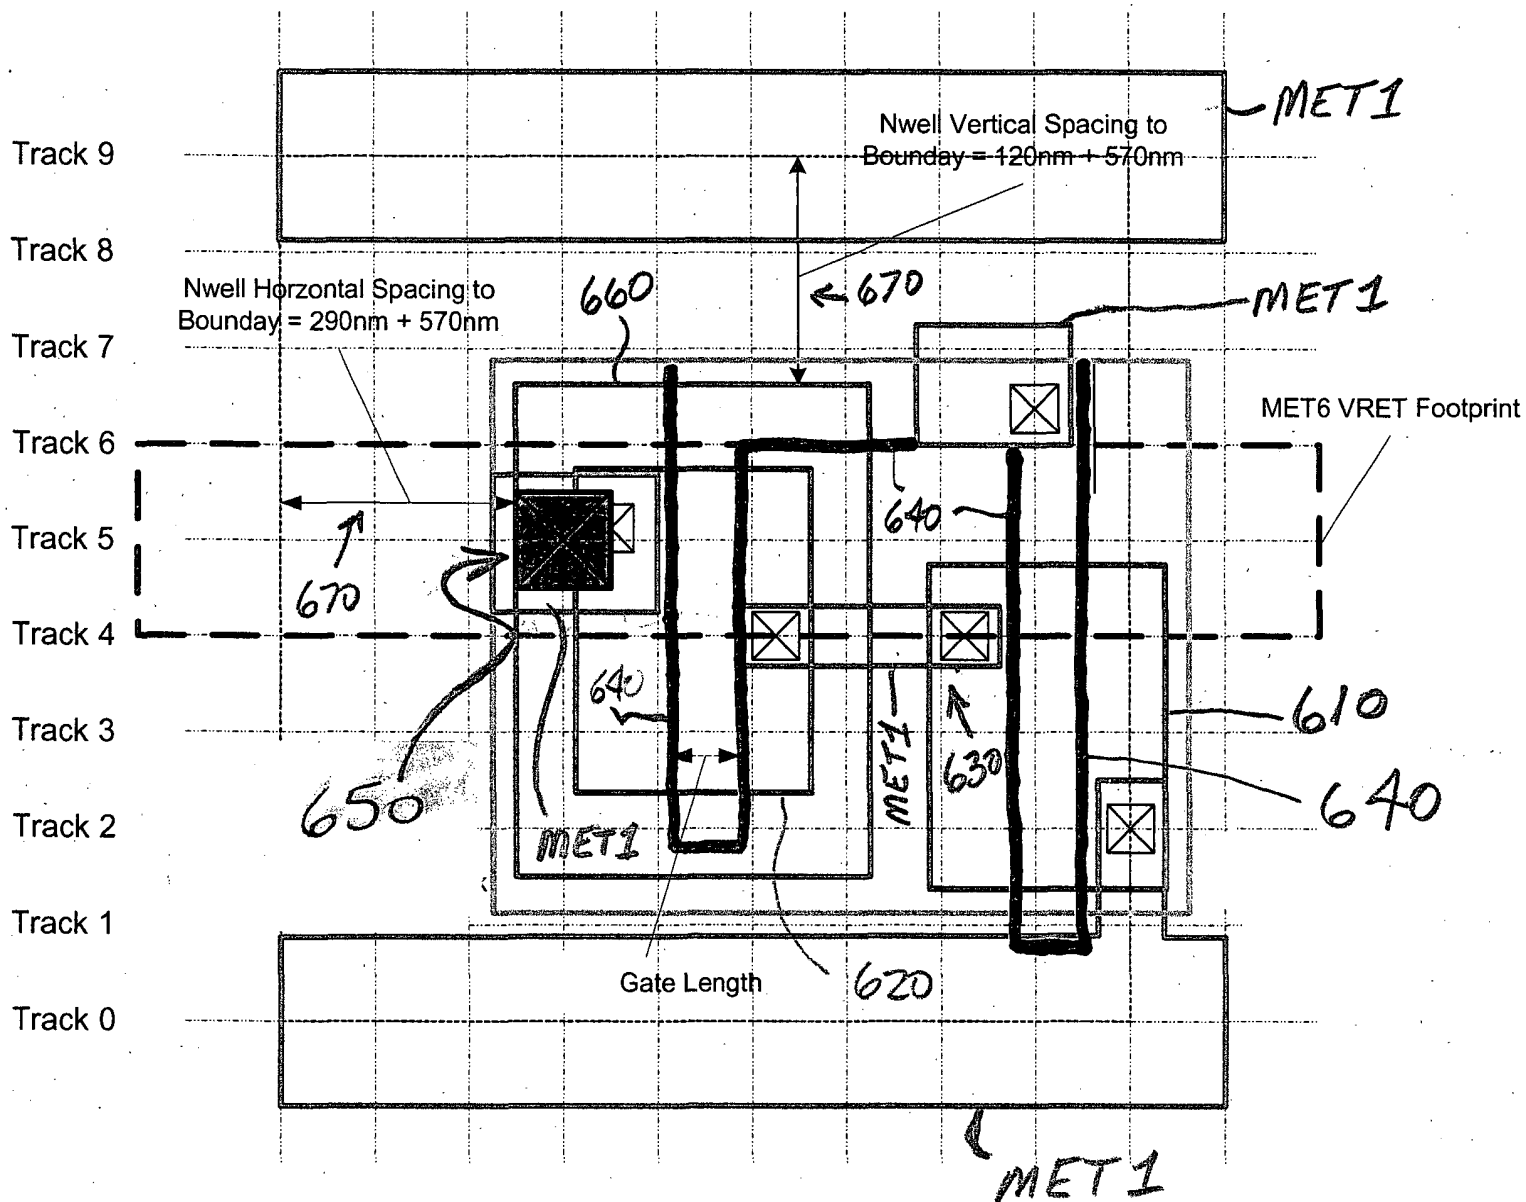 MET1
Nwell Vertical Spacing to
Bounday = 120nm + 570nm
Track 9
Track 8
Nwell Horzontal Spacing to
Bounday = 290nm + 570nm
660
670
MET1
Track 7
MET6 VRET Footprint
Track 6
640
Track 5
670
Track 4
640
610
Track 3
MET1
630
650
MET1
640
Track 2
Track 1
Gate Length
620
Track 0
MET1